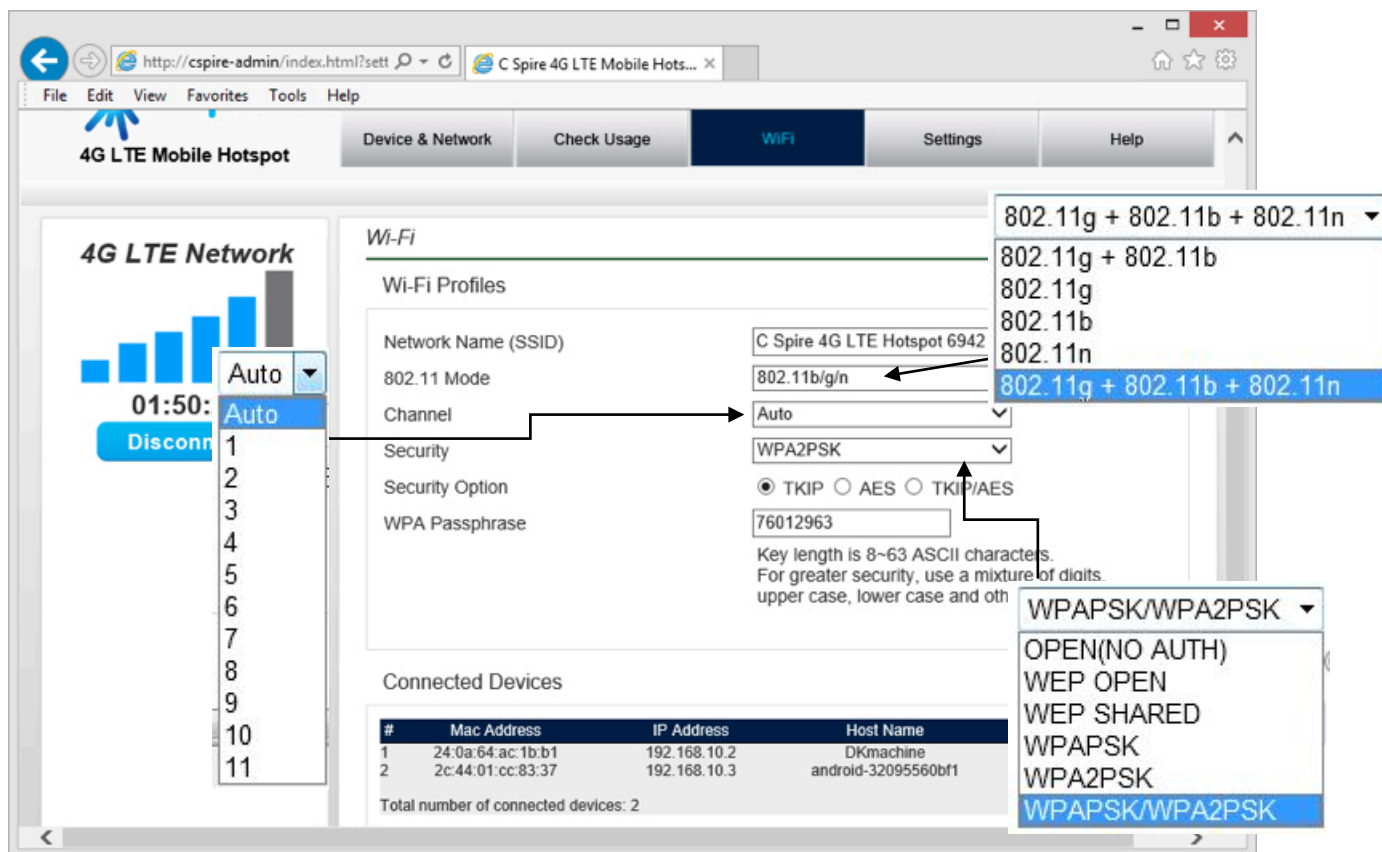 http://cspire-admin/index.html?sett
C Spire 4G LTE Mobile Hots...
File Edit View Favorites Tools Help
4G LTE Mobile Hotspot
Device & Network
Check Usage
WiFi
Settings
Help
4G LTE Network
01:50:
Auto
Auto
1
2
3
4
5
6
7
8
9
10
11
Wi-Fi
Wi-Fi Profiles
Network Name (SSID) C Spire 4G LTE Hotspot 6942
802.11 Mode 802.11b/g/n
Channel Auto
Security WPA2PSK
Security Option TKIP AES TKIP/AES
WPA Passphrase 76012963
Key length is 8~63 ASCII characters.
For greater security, use a mixture of digits,
upper case, lower case and
802.11g + 802.11b + 802.11n
802.11g + 802.11b
802.11g
802.11b
802.11n
802.11g + 802.11b + 802.11n
WPAPSK/WPA2PSK
OPEN(NO AUTH)
WEP OPEN
WEP SHARED
WPAPSK
WPA2PSK
WPAPSK/WPA2PSK
Connected Devices
# Mac Address IP Address Host Name
1 24:0a:64:ac:1b:b1 192.168.10.2 DKmachine
2 2c:44:01:cc:83:37 192.168.10.3 android-32095560bf1
Total number of connected devices: 2